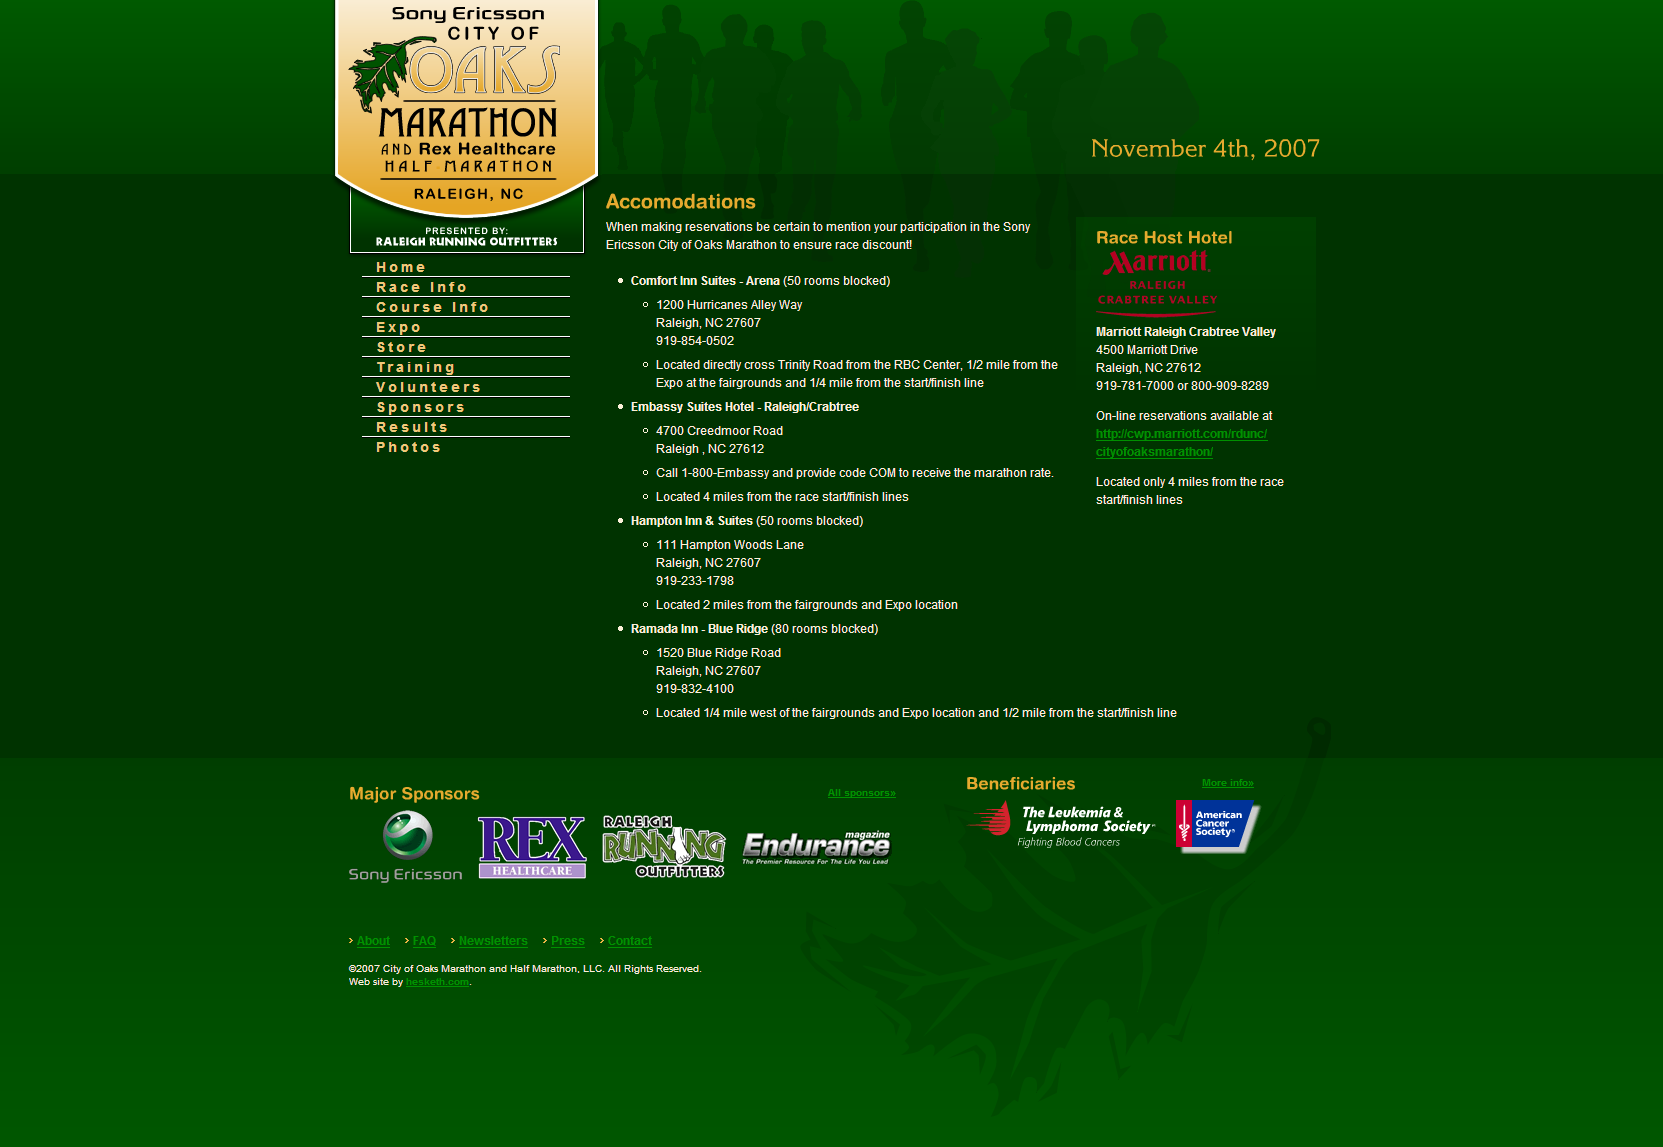 Sony Ericsson
CITY OF
OAKS
MARATHON
AND Rex Healthcare
HALF-MARATHON
RALEIGH, NC
PRESENTED BY:
RALEIGH RUNNING OUTFITTERS
November 4th, 2007
Home
Race Info
Course Info
Expo
Store
Training
Volunteers
Sponsors
Results
Photos
Accomodations
When making reservations be certain to mention your participation in the Sony
Ericsson City of Oaks Marathon to ensure race discount!
Comfort Inn Suites - Arena (50 rooms blocked)
1200 Hurricanes Alley Way
Raleigh, NC 27607
919-854-0502
Located directly cross Trinity Road from the RBC Center, 1/2 mile from the
Expo at the fairgrounds and 1/4 mile from the start/finish line
Embassy Suites Hotel - Raleigh/Crabtree
4700 Creedmoor Road
Raleigh , NC 27612
Call 1-800-Embassy and provide code COM to receive the marathon rate.
Located 4 miles from the race start/finish lines
Hampton Inn & Suites (50 rooms blocked)
111 Hampton Woods Lane
Raleigh, NC 27607
919-233-1798
Located 2 miles from the fairgrounds and Expo location
Ramada Inn - Blue Ridge (80 rooms blocked)
1520 Blue Ridge Road
Raleigh, NC 27607
919-832-4100
Located 1/4 mile west of the fairgrounds and Expo location and 1/2 mile from the start/finish line
Race Host Hotel
Marriott
RALEIGH
CRABTREE VALLEY
Marriott Raleigh Crabtree Valley
4500 Marriott Drive
Raleigh, NC 27612
919-781-7000 or 800-909-8289
On-line reservations available at
http://cwp.marriott.com/rdunc/
cityofoaksmarathon/
Located only 4 miles from the race
start/finish lines
Major Sponsors
All sponsors»
Sony Ericsson
REX
HEALTHCARE
RALEIGH
RUNNING
OUTFITTERS
magazine
Endurance
The Premier Resource For The Life You Lead
Beneficiaries
More info»
The Leukemia &
Lymphoma Society™
Fighting Blood Cancers
American
Cancer
Society®
› About › FAQ › Newsletters › Press › Contact
©2007 City of Oaks Marathon and Half Marathon, LLC. All Rights Reserved.
Web site by hesketh.com.